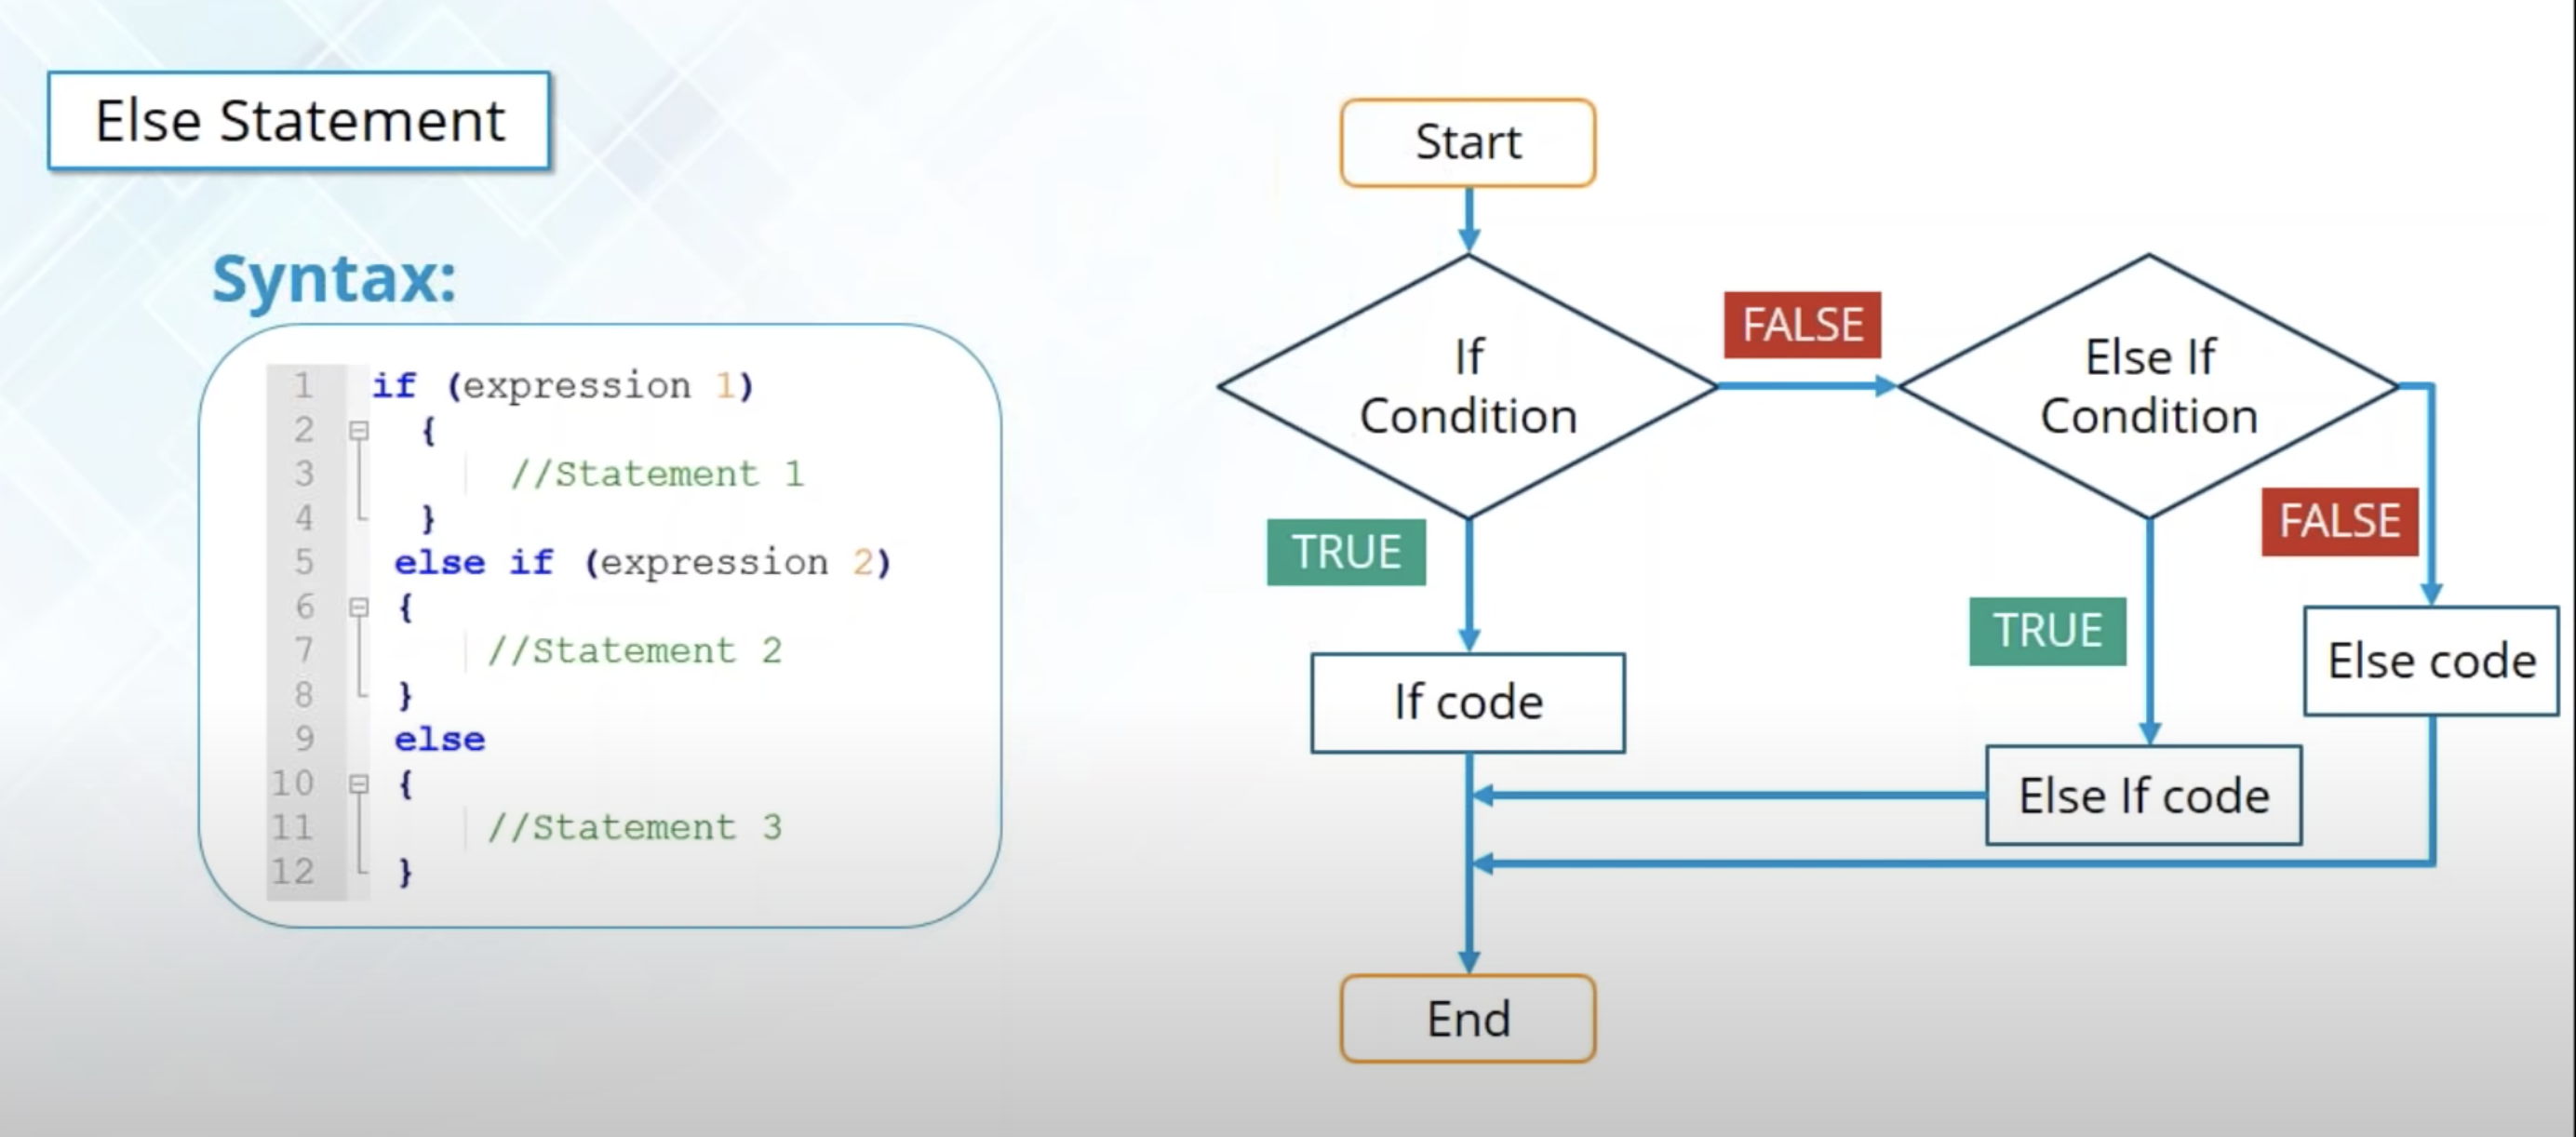 Else Statement
Syntax:
1 if (expression 1)
2 {
3 //Statement 1
4 }
5 else if (expression 2)
6 {
7 //Statement 2
8 }
9 else
10 {
11 //Statement 3
12 }
Start
If
Condition
FALSE
Else If
Condition
TRUE
FALSE
TRUE
If code
Else code
Else If code
End